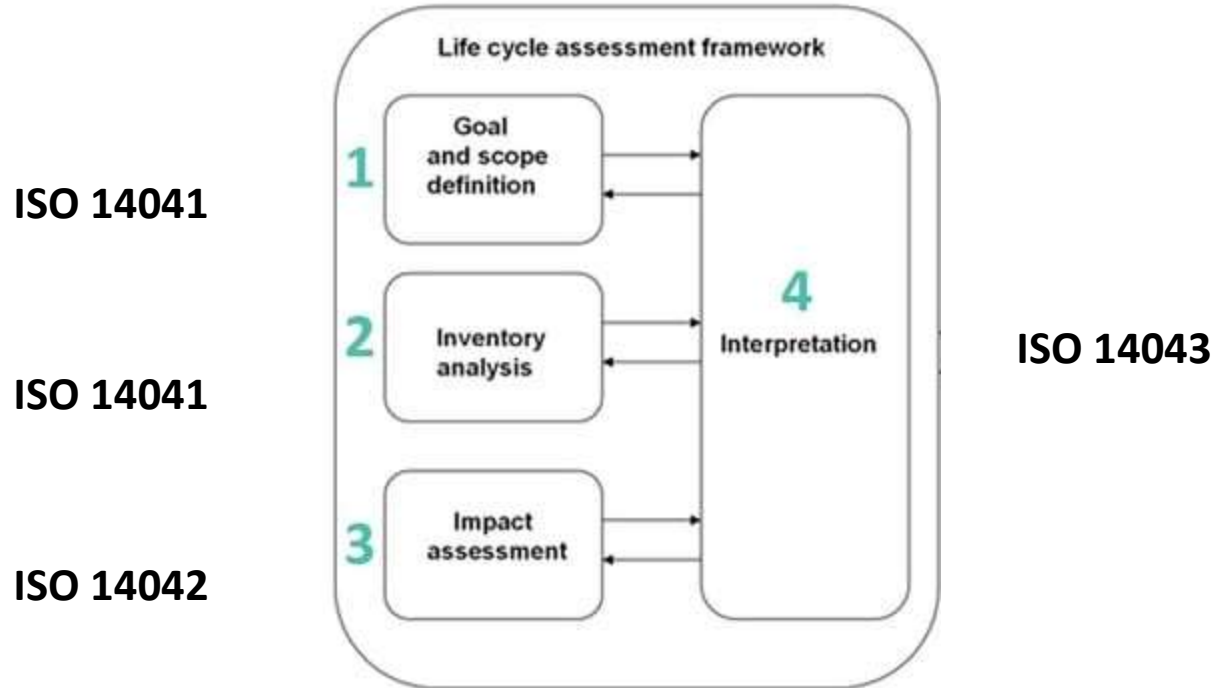 Life cycle assessment framework
1
Goal
and scope
definition
ISO 14041
2
Inventory
analysis
ISO 14041
3
Impact
assessment
ISO 14042
4
Interpretation
ISO 14043